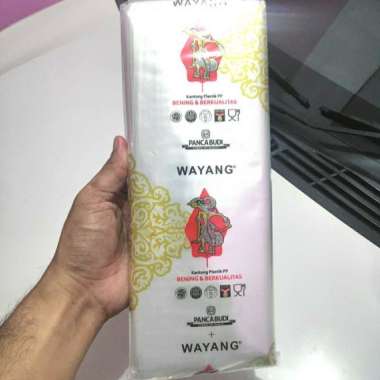 WAYANG
Kantong Plastik PP
BENING & BERKUALITAS
PANCA BUDI
WAYANG®
Kantong Plastik PP
BENING & BERKUALITAS
PANCA BUDI
+
WAYANG®